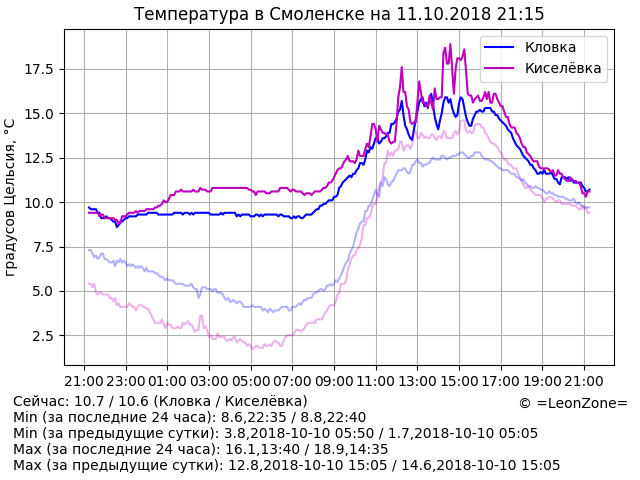 Температура в Смоленске на 11.10.2018 21:15
градусов Цельсия, °C
17.5
15.0
12.5
10.0
7.5
5.0
2.5
Кловка
Киселёвка
21:00 23:00 01:00 03:00 05:00 07:00 09:00 11:00 13:00 15:00 17:00 19:00 21:00
© =LeonZone=
Сейчас: 10.7 / 10.6 (Кловка / Киселёвка)
Min (за последние 24 часа): 8.6,22:35 / 8.8,22:40
Min (за предыдущие сутки): 3.8,2018-10-10 05:50 / 1.7,2018-10-10 05:05
Max (за последние 24 часа): 16.1,13:40 / 18.9,14:35
Max (за предыдущие сутки): 12.8,2018-10-10 15:05 / 14.6,2018-10-10 15:05